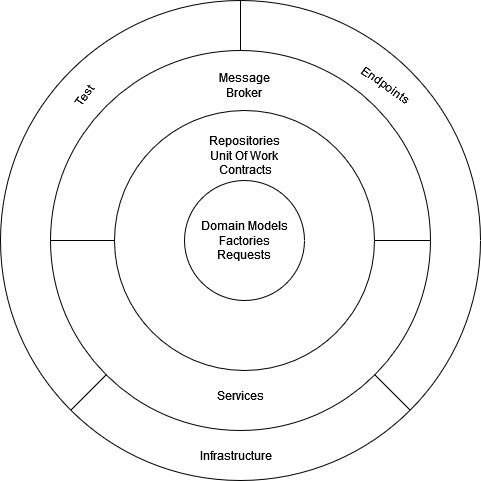 Test
Endpoints
Message
Broker
Repositories
Unit Of Work
Contracts
Domain Models
Factories
Requests
Services
Infrastructure